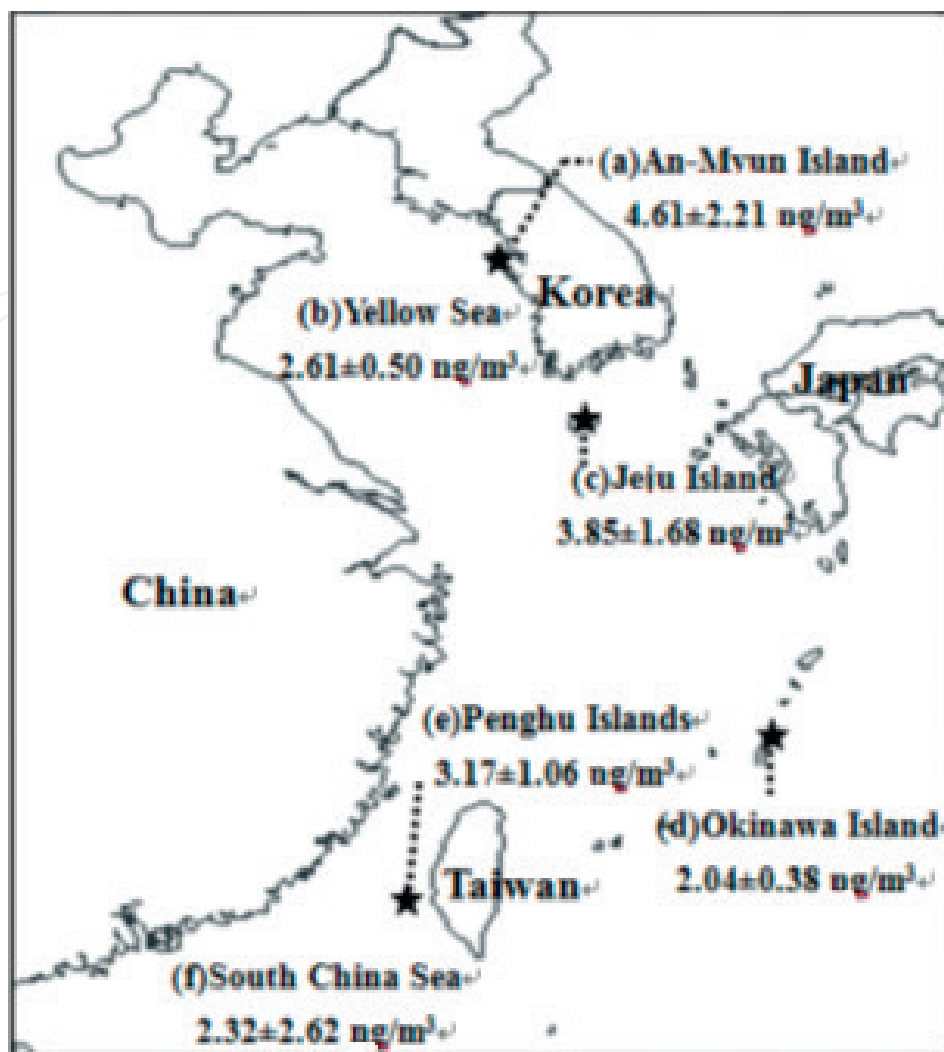 (a)An-Mvun Island↵
4.61±2.21 ng/m³↵
Korea↵
(b)Yellow Sea↵
2.61±0.50 ng/m³↵
Japan↵
(c)Jeju Island
3.85±1.68 ng/m
China↵
(e)Penghu Islands↵
3.17±1.06 ng/m³↵
(d)Okinawa Island↵
2.04±0.38 ng/m³↵
Taiwan↵
(f)South China Sea↵
2.32±2.62 ng/m³↵